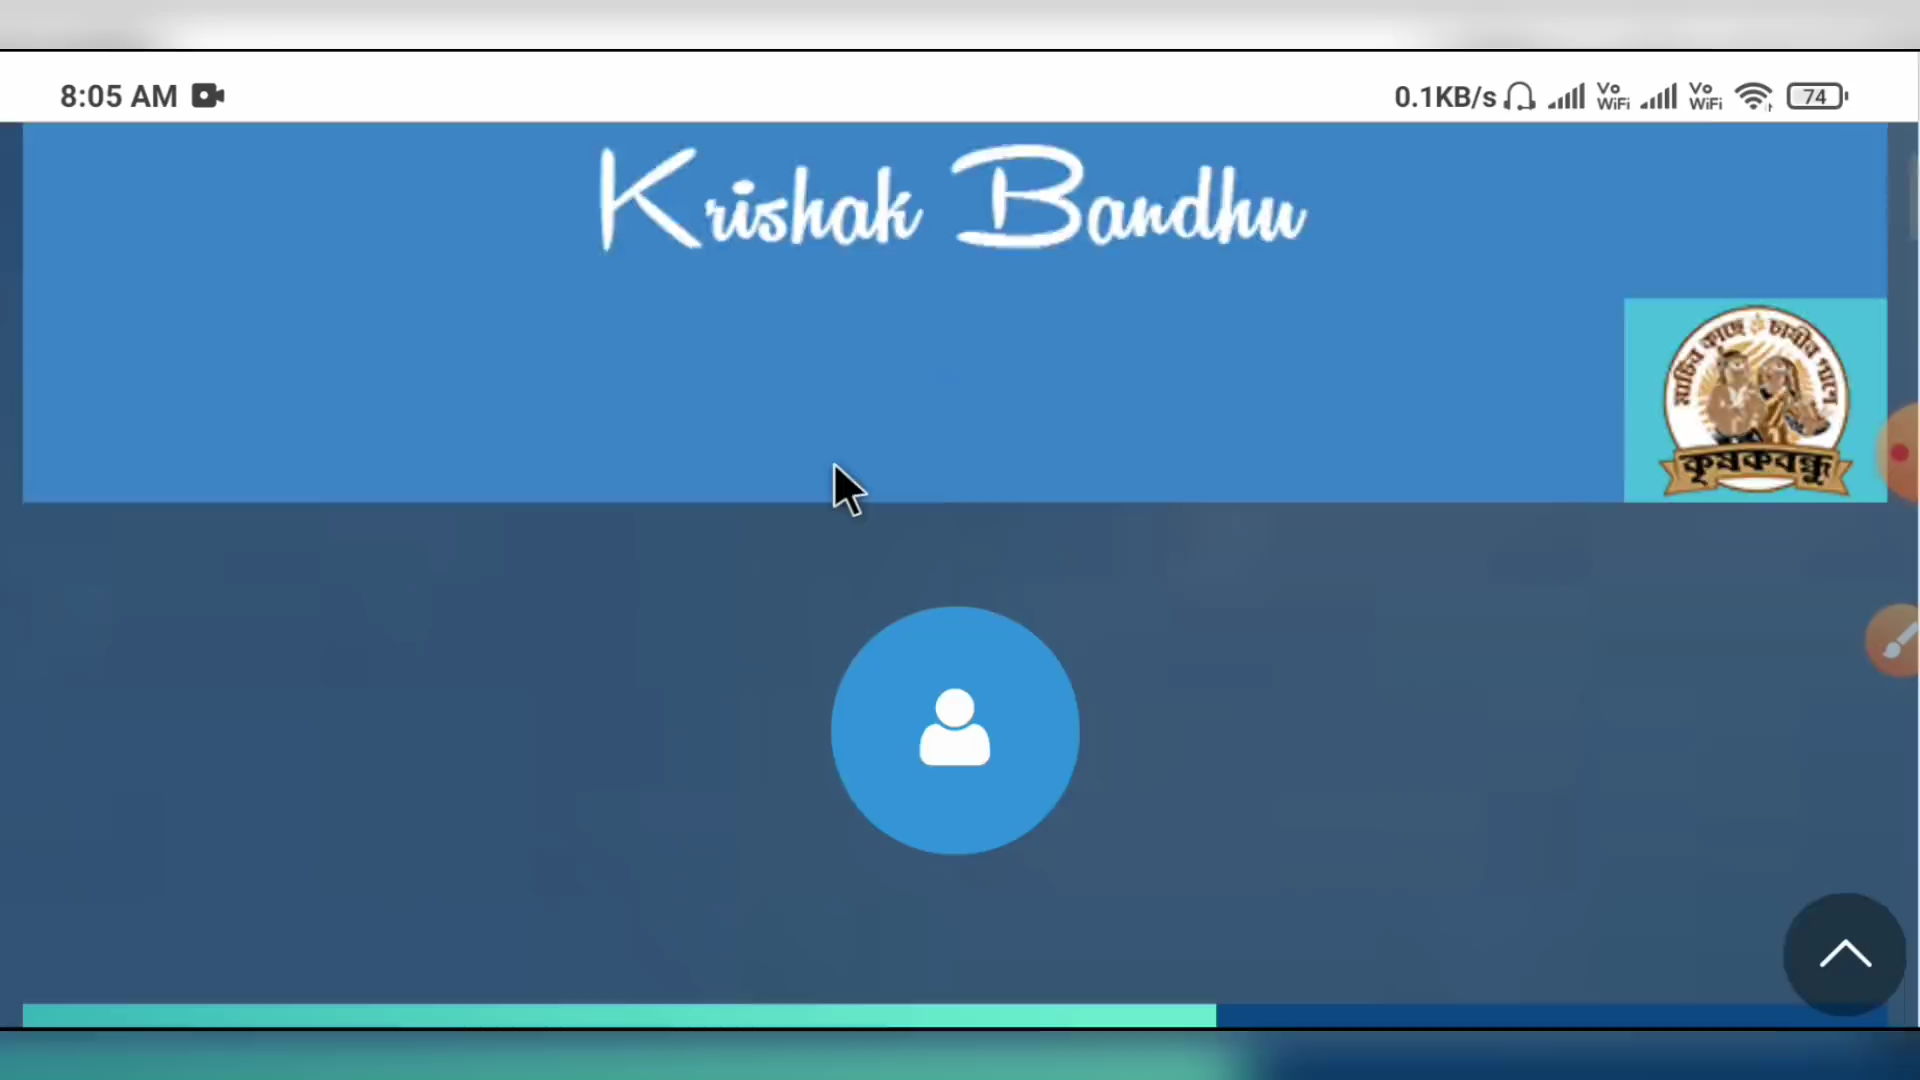 8:05 AM
0.1KB/s Vo WiFi Vo WiFi 74
Krishak Bandhu
মাটির কাছে চাষীর পাশে
কৃষকবন্ধু